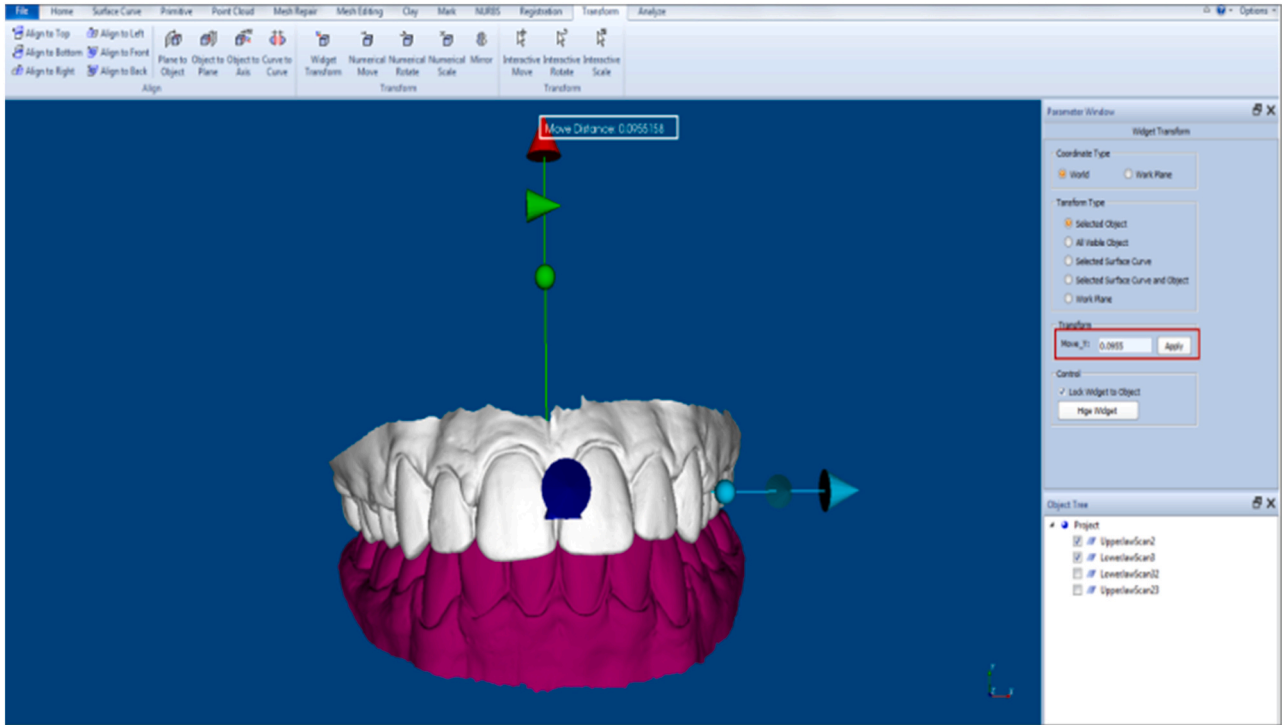 File Home Surface Curve Primitive Point Cloud Mesh Repair Mesh Editing Clay Mark NURBS Registration Transform Analyze
Options
Align to Top Align to Left
Align to Bottom Align to Front
Align to Right Align to Back
Plane to Object to Object to Curve to
Object Plane Axis Curve
Align
Widget Numerical Numerical Numerical Mirror
Transform Move Rotate Scale
Transform
Interactive Interactive Interactive
Move Rotate Scale
Transform
Move Distance: 0.0955158
Parameter Window
Widget Transform
Coordinate Type
World Work Plane
Tansform Type
Selected Object
All Visible Object
Selected Surface Curve
Selected Surface Curve and Object
Work Plane
Transform
Move_Y: 0.0955 Apply
Control
Lock Widget to Object
Widget
Object Tree
Project
UpperJawScan2
LowerJawScan3
LowerJawScan32
UpperJawScan23